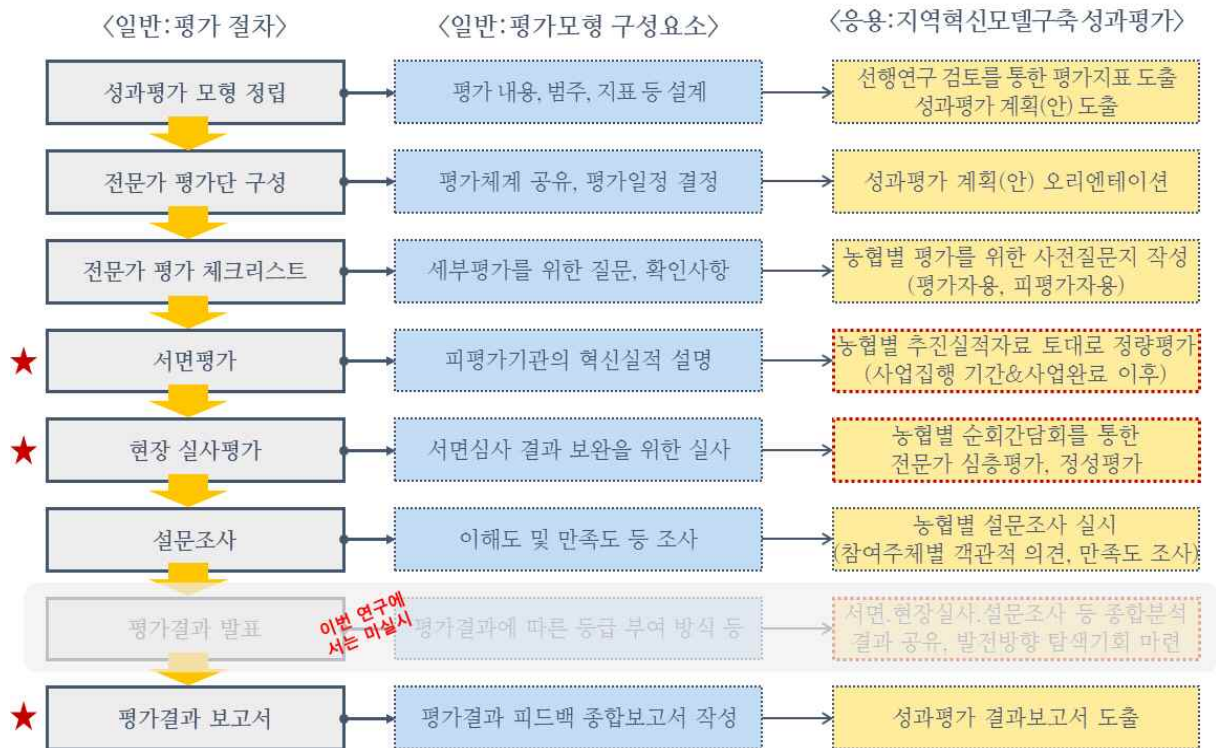 〈일반:평가 절차〉
〈일반:평가모형 구성요소〉
〈응용:지역혁신모델구축 성과평가〉
성과평가 모형 정립
평가 내용, 범주, 지표 등 설계
선행연구 검토를 통한 평가지표 도출
성과평가 계획(안) 도출
전문가 평가단 구성
평가체계 공유, 평가일정 결정
성과평가 계획(안) 오리엔테이션
전문가 평가 체크리스트
세부평가를 위한 질문, 확인사항
농협별 평가를 위한 사전질문지 작성
(평가자용, 피평가자용)
★
서면평가
피평가기관의 혁신실적 설명
농협별 추진실적자료 토대로 정량평가
(사업집행 기간&사업완료 이후)
★
현장 실사평가
서면심사 결과 보완을 위한 실사
농협별 순회간담회를 통한
전문가 심층평가, 정성평가
설문조사
이해도 및 만족도 등 조사
농협별 설문조사 실시
(참여주체별 객관적 의견, 만족도 조사)
평가결과 발표
이번 연구에
서는 미실시
평가결과에 따른 등급 부여 방식 등
서면.현장실사.설문조사 등 종합분석
결과 공유, 발전방향 탐색기회 마련
★
평가결과 보고서
평가결과 피드백 종합보고서 작성
성과평가 결과보고서 도출